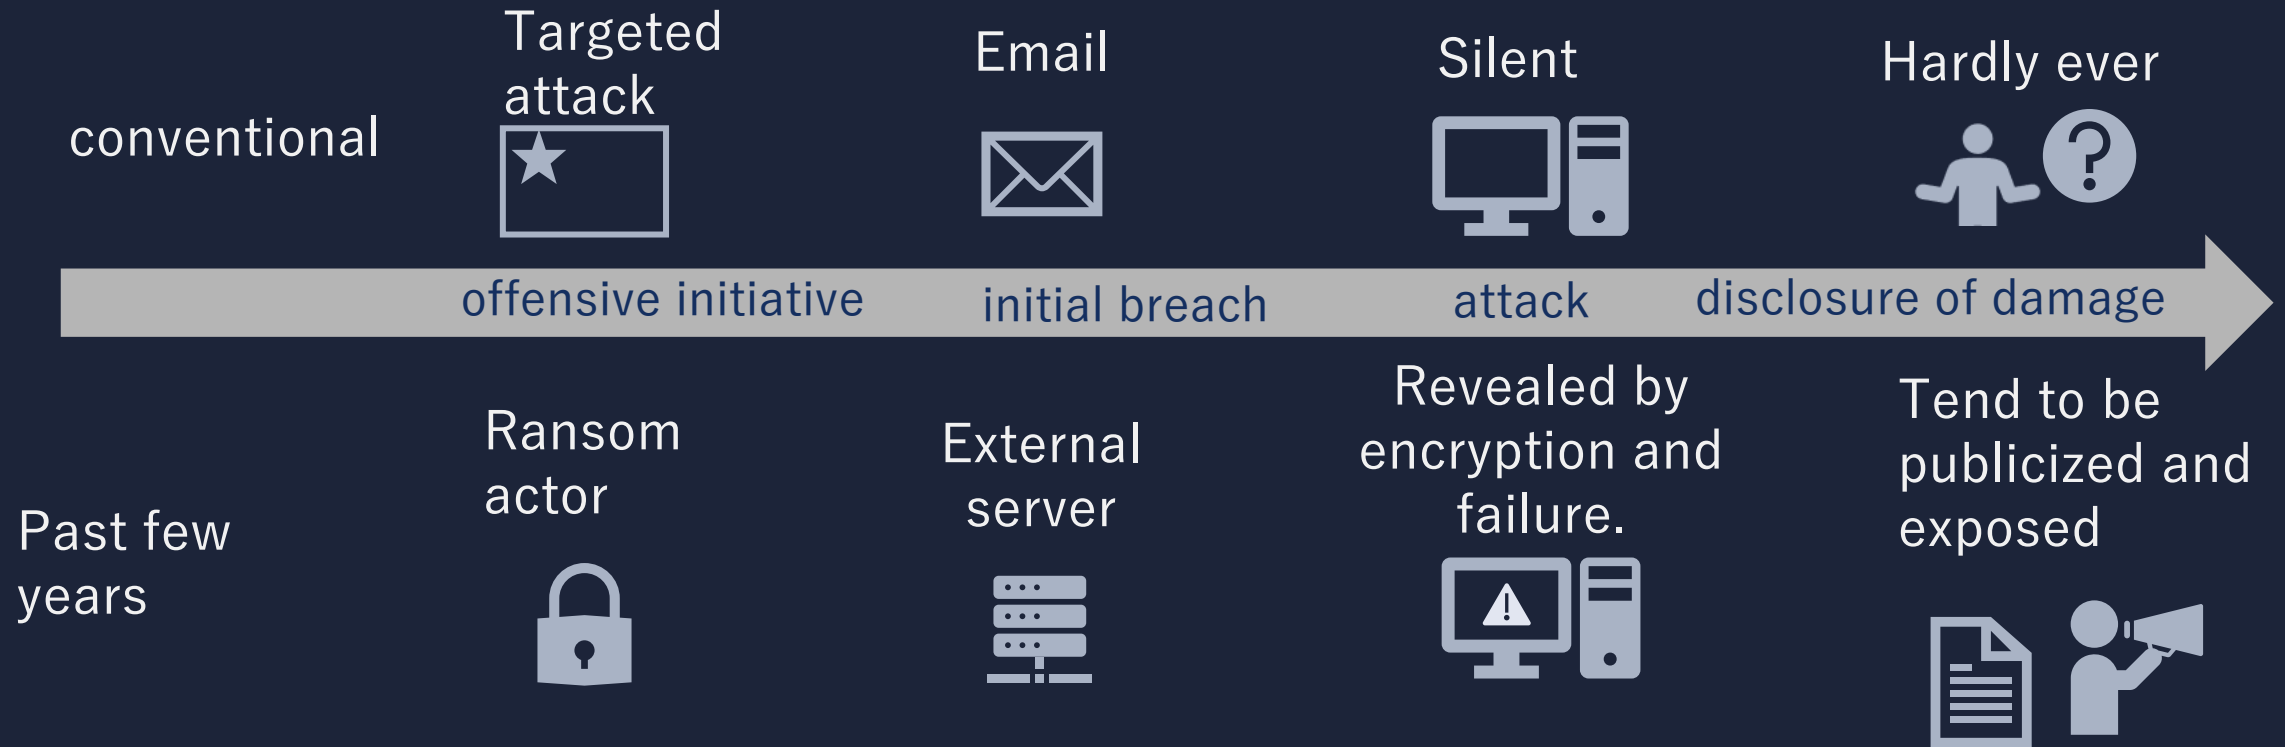 Targeted
attack
Email
Silent
Hardly ever
conventional
offensive initiative
initial breach
attack
disclosure of damage
Ransom
actor
External
server
Revealed by
encryption and
failure.
Tend to be
publicized and
exposed
Past few
years